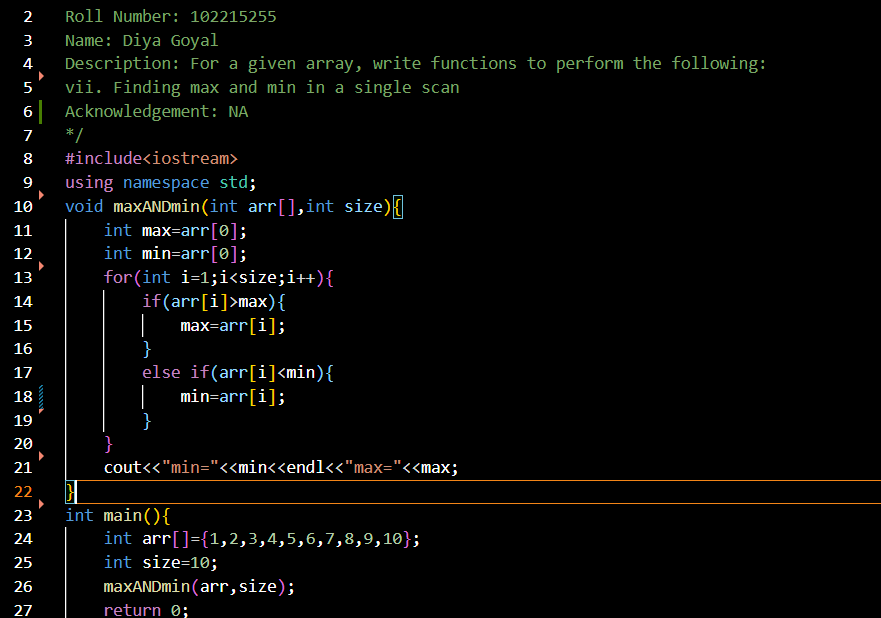 2 Roll Number: 102215255
3 Name: Diya Goyal
4 Description: For a given array, write functions to perform the following:
5 vii. Finding max and min in a single scan
6 Acknowledgement: NA
7 */
8 #include<iostream>
9 using namespace std;
10 void maxANDmin(int arr[],int size){
11     int max=arr[0];
12     int min=arr[0];
13     for(int i=1;i<size;i++){
14         if(arr[i]>max){
15             max=arr[i];
16         }
17         else if(arr[i]<min){
18             min=arr[i];
19         }
20     }
21     cout<<"min="<<min<<endl<<"max="<<max;
22 }
23 int main(){
24     int arr[]={1,2,3,4,5,6,7,8,9,10};
25     int size=10;
26     maxANDmin(arr,size);
27     return 0;